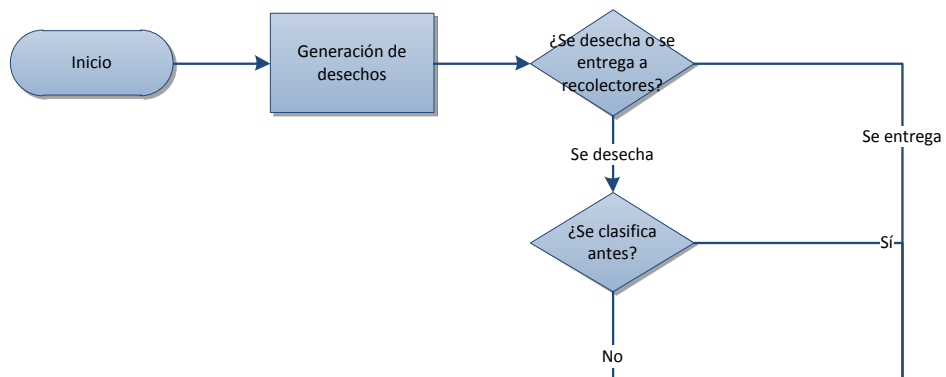 Inicio
Generación de
desechos
¿Se desecha o se
entrega a
recolectores?
Se entrega
Se desecha
¿Se clasifica
antes?
Sí
No